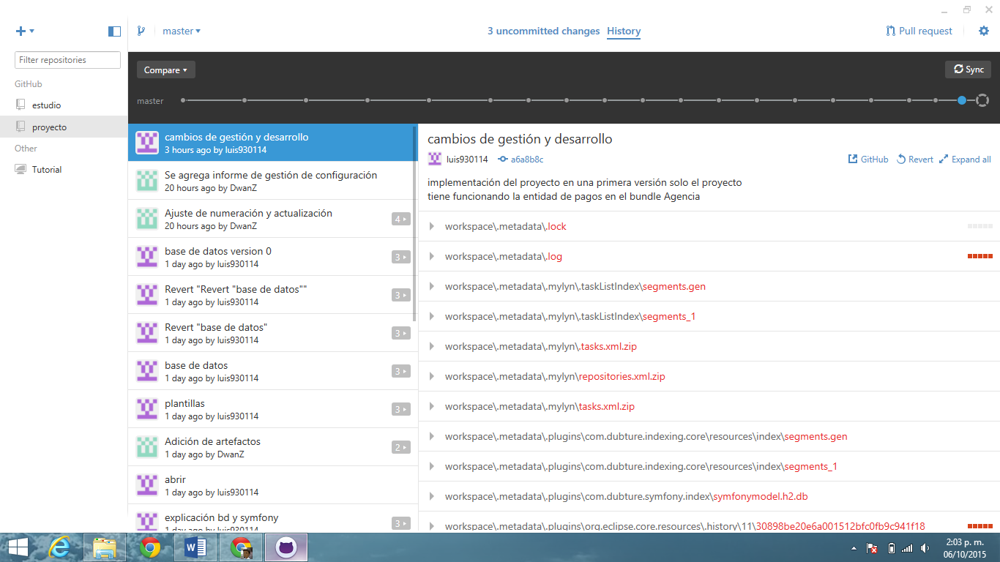 master
3 uncommitted changes History
Pull request
Filter repositories
GitHub
estudio
proyecto
Other
Tutorial
Compare
Sync
master
cambios de gestión y desarrollo
3 hours ago by luis930114
Se agrega informe de gestión de configuración
20 hours ago by DwanZ
Ajuste de numeración y actualización
20 hours ago by DwanZ
4
base de datos version 0
1 day ago by luis930114
3
Revert "Revert "base de datos""
1 day ago by luis930114
3
Revert "base de datos"
1 day ago by luis930114
3
base de datos
1 day ago by luis930114
3
plantillas
1 day ago by luis930114
3
Adición de artefactos
1 day ago by DwanZ
2
abrir
1 day ago by luis930114
explicación bd y symfony
1 day ago by luis930114
3
cambios de gestión y desarrollo
luis930114 a6a8b8c
GitHub Revert Expand all
implementación del proyecto en una primera versión solo el proyecto
tiene funcionando la entidad de pagos en el bundle Agencia
workspace\.metadata\.lock
workspace\.metadata\.log
workspace\.metadata\.mylyn\.taskListIndex\segments.gen
workspace\.metadata\.mylyn\.taskListIndex\segments_1
workspace\.metadata\.mylyn\.tasks.xml.zip
workspace\.metadata\.mylyn\repositories.xml.zip
workspace\.metadata\.mylyn\tasks.xml.zip
workspace\.metadata\.plugins\com.dubture.indexing.core\resources\index\segments.gen
workspace\.metadata\.plugins\com.dubture.indexing.core\resources\index\segments_1
workspace\.metadata\.plugins\com.dubture.symfony.index\symfonymodel.h2.db
workspace\.metadata\.plugins\org.eclipse.core.resources\.history\11\30898be20e6a001512bfc0fb9c941f18
2:03 p. m.
06/10/2015